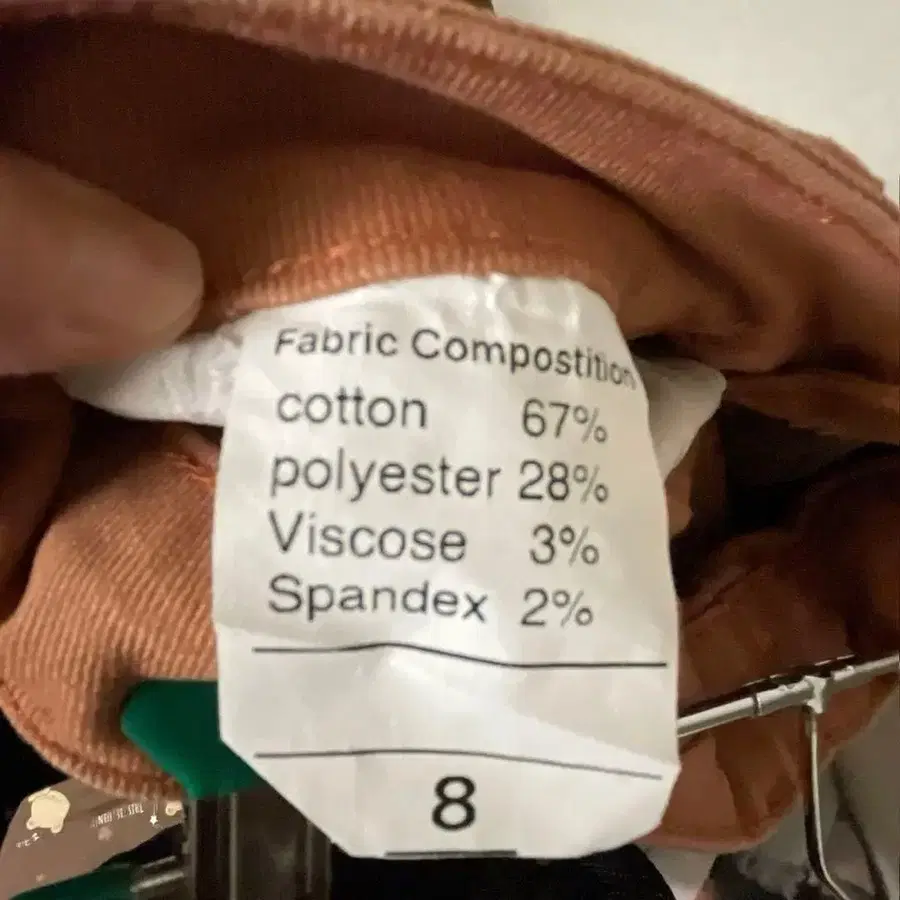 Fabric Compostition
cotton 67%
polyester 28%
Viscose 3%
Spandex 2%
8